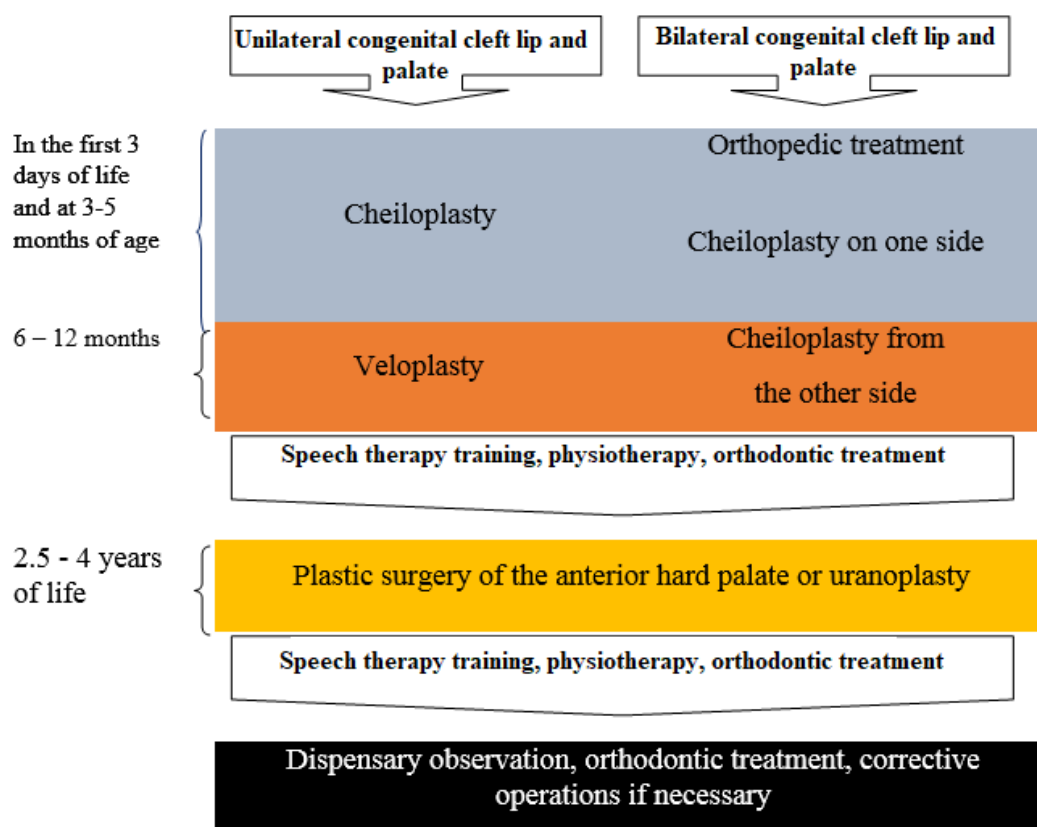 Unilateral congenital cleft lip and
palate
Bilateral congenital cleft lip and
palate
In the first 3
days of life
and at 3-5
months of age
Cheiloplasty
Orthopedic treatment
Cheiloplasty on one side
6 – 12 months
Veloplasty
Cheiloplasty from
the other side
Speech therapy training, physiotherapy, orthodontic treatment
2.5 - 4 years
of life
Plastic surgery of the anterior hard palate or uranoplasty
Speech therapy training, physiotherapy, orthodontic treatment
Dispensary observation, orthodontic treatment, corrective
operations if necessary